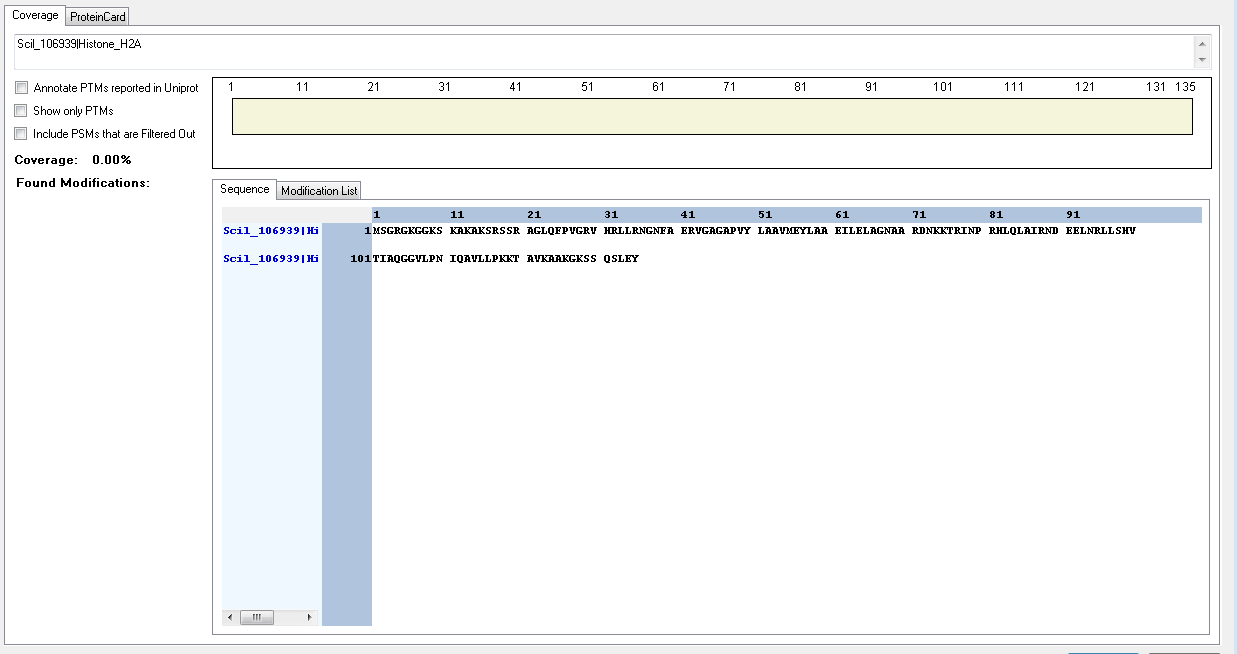 Coverage ProteinCard
Scil_106939|Histone_H2A
Annotate PTMs reported in Uniprot
Show only PTMs
Include PSMs that are Filtered Out
Coverage: 0.00%
Found Modifications:
1 11 21 31 41 51 61 71 81 91 101 111 121 131 135
Sequence Modification List
1 11 21 31 41 51 61 71 81 91
Scil_106939|Hi 1 MSGRGKGGKS KAKAKSRSSR AGLQFPVGRV HRLLRNGNFA ERVGAGAPVY LAAVMEYLAA EILELAGNAA RDNKKTRINP RHLQLAIRND EELNRLLSHV
Scil_106939|Hi 101 TIAQGGVLPN IQAVLLPKKT AVKAAKGKSS QSLEY